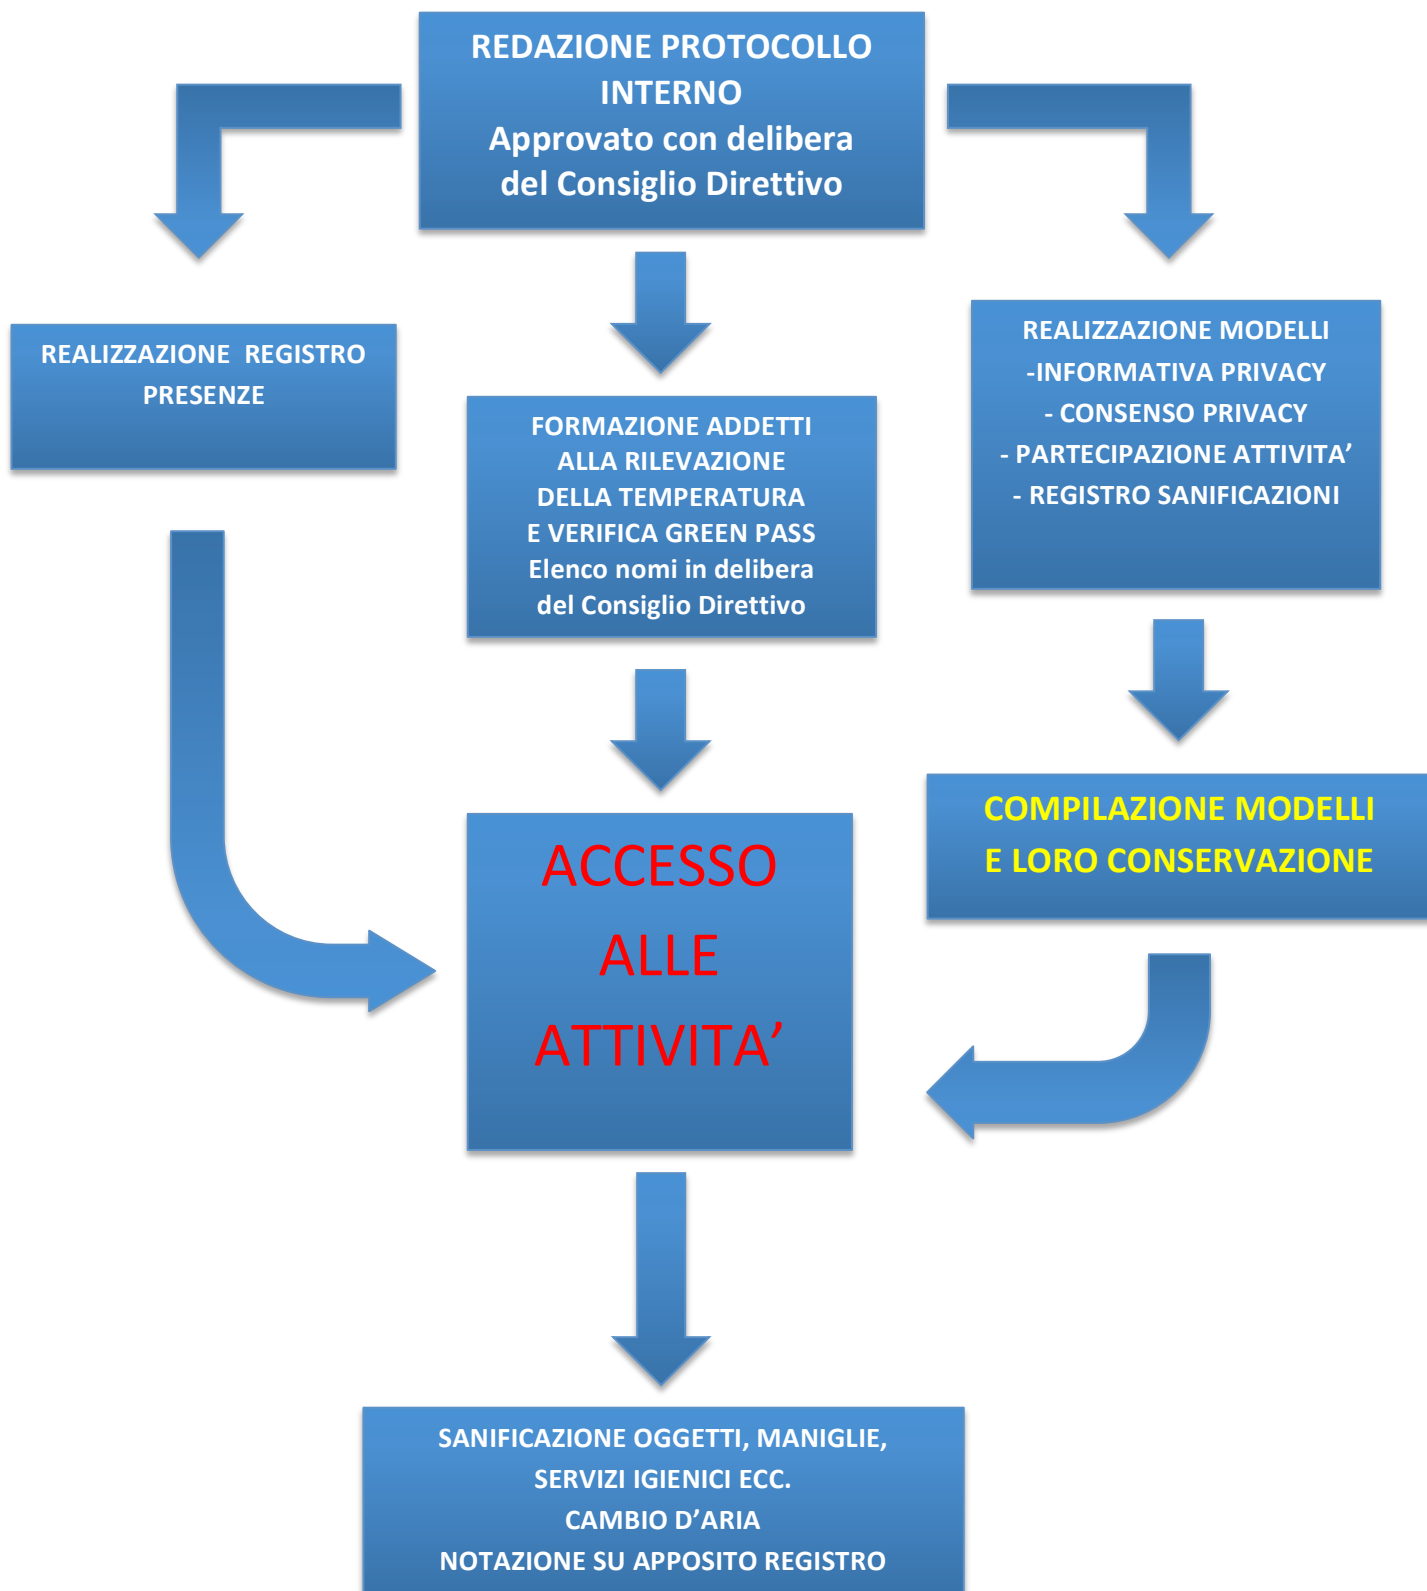 REDAZIONE PROTOCOLLO
INTERNO
Approvato con delibera
del Consiglio Direttivo
REALIZZAZIONE REGISTRO
PRESENZE
FORMAZIONE ADDETTI
ALLA RILEVAZIONE
DELLA TEMPERATURA
E VERIFICA GREEN PASS
Elenco nomi in delibera
del Consiglio Direttivo
REALIZZAZIONE MODELLI
-INFORMATIVA PRIVACY
- CONSENSO PRIVACY
- PARTECIPAZIONE ATTIVITA’
- REGISTRO SANIFICAZIONI
ACCESSO
ALLE
ATTIVITA’
COMPILAZIONE MODELLI
E LORO CONSERVAZIONE
SANIFICAZIONE OGGETTI, MANIGLIE,
SERVIZI IGIENICI ECC.
CAMBIO D’ARIA
NOTAZIONE SU APPOSITO REGISTRO